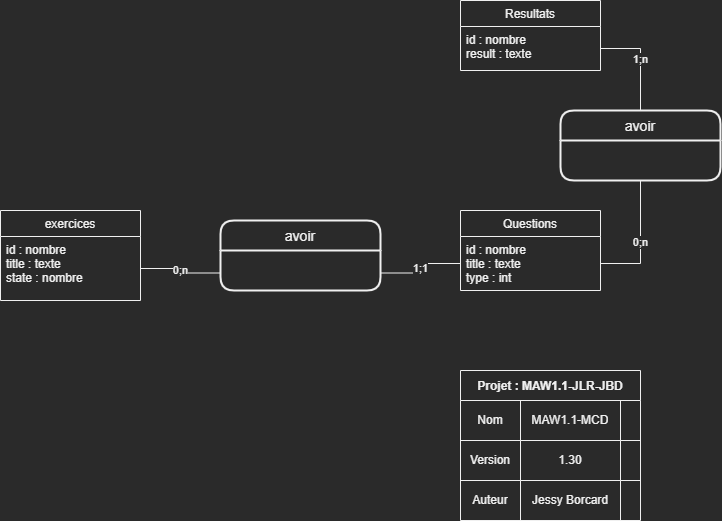 Resultats
id : nombre
result : texte
1;n
avoir
0;n
exercices
id : nombre
title : texte
state : nombre
0;n
avoir
1;1
Questions
id : nombre
title : texte
type : int
Projet : MAW1.1-JLR-JBD
Nom MAW1.1-MCD
Version 1.30
Auteur Jessy Borcard